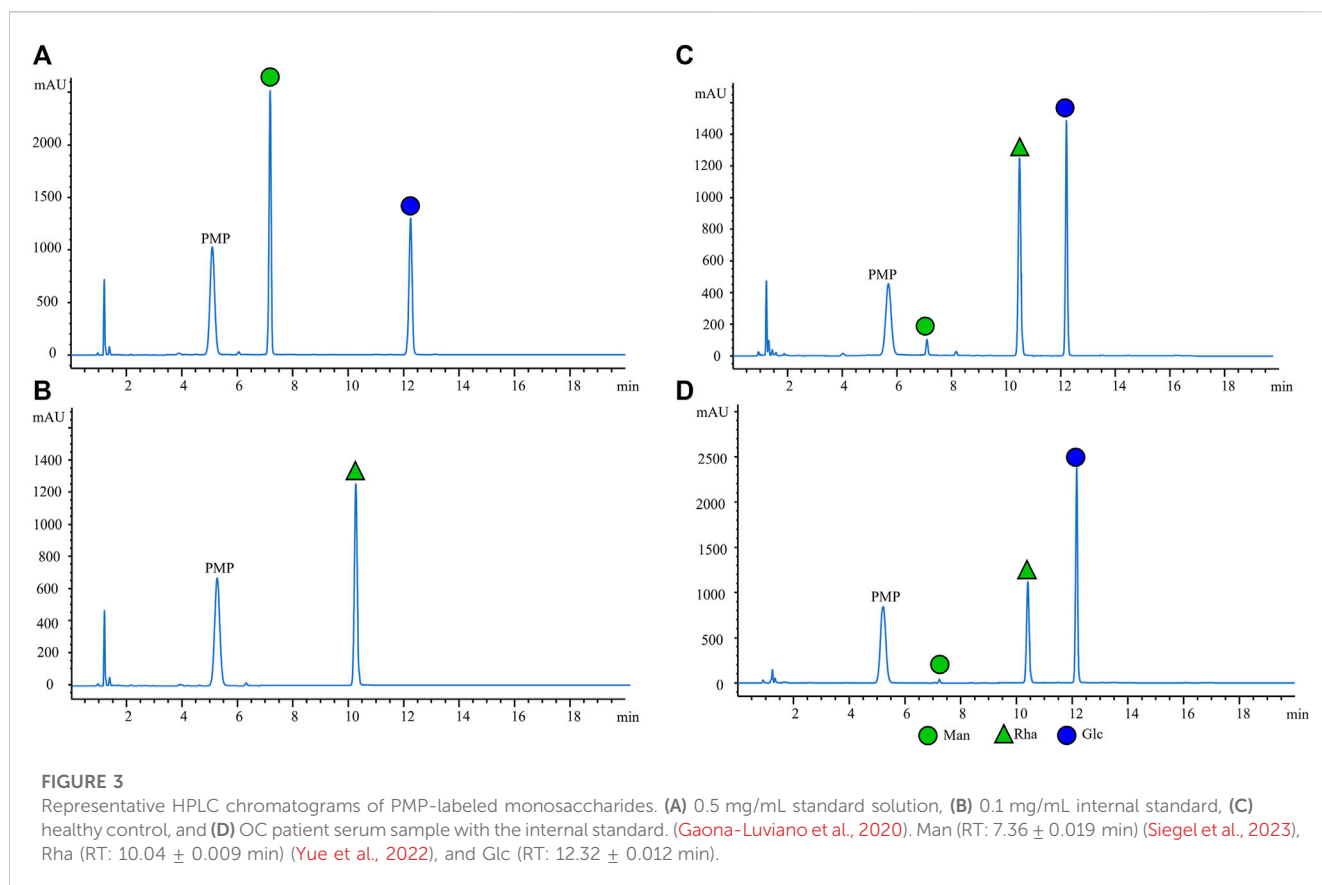 A
mAU
2000
1500
1000
500
0
PMP
2 4 6 8 10 12 14 16 18 min
B
mAU
1400
1200
1000
800
600
400
200
0
PMP
2 4 6 8 10 12 14 16 18 min
C
mAU
1400
1200
1000
800
600
400
200
0
PMP
2 4 6 8 10 12 14 16 18 min
D
mAU
2500
2000
1500
1000
500
0
PMP
2 4 6 8 10 12 14 16 18 min
Man Rha Glc
FIGURE 3
Representative HPLC chromatograms of PMP-labeled monosaccharides. (A) 0.5 mg/mL standard solution, (B) 0.1 mg/mL internal standard, (C)
healthy control, and (D) OC patient serum sample with the internal standard. (Gaona-Luviano et al., 2020). Man (RT: 7.36 ± 0.019 min) (Siegel et al., 2023),
Rha (RT: 10.04 ± 0.009 min) (Yue et al., 2022), and Glc (RT: 12.32 ± 0.012 min).